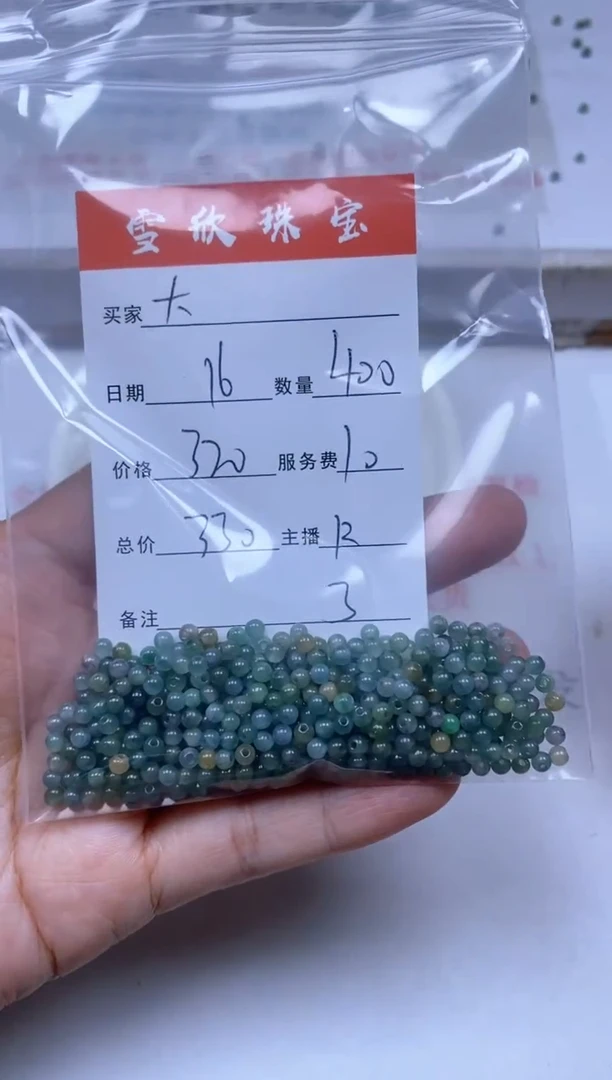 雪欣珠宝
买家 大
日期 16 数量 400
价格 320 服务费 10
总价 330 主播 R
备注 3